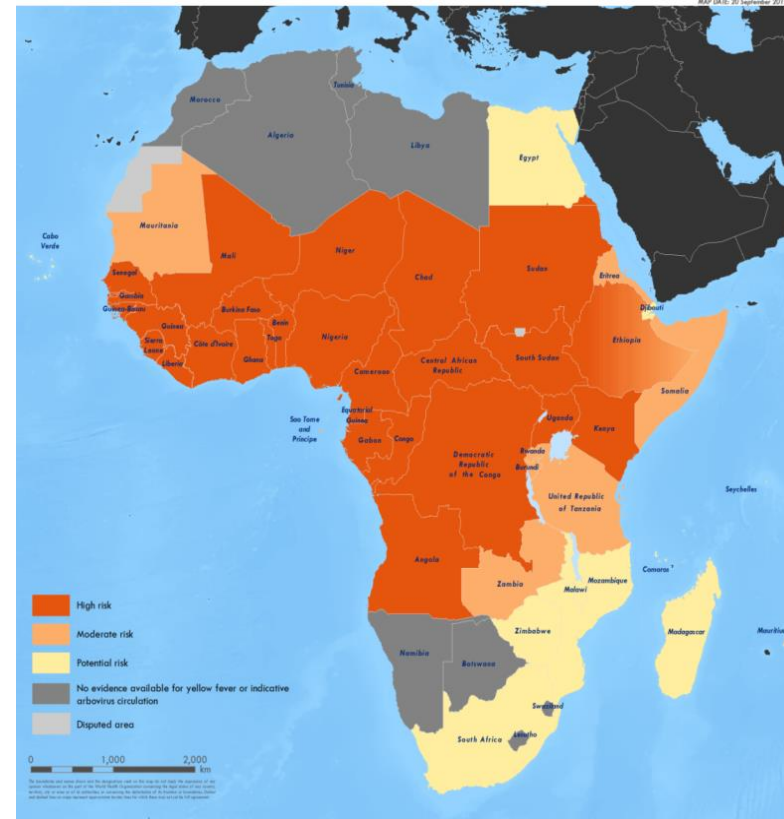 MAP DATE: 20 September 201
Tunisia
Morocco
Algeria
Libya
Egypt
Cabo
Verde
Mauritania
Mali
Niger
Chad
Sudan
Eritrea
Senegal
Gambia
Guinea-Bissau
Guinea
Burkina Faso
Benin
Togo
Djibouti
Sierra
Leone
Liberia
Côte d'Ivoire
Ghana
Nigeria
Ethiopia
Central African
Republic
South Sudan
Cameroon
Somalia
Equatorial
Guinea
Sao Tome
and
Principe
Gabon
Congo
Uganda
Kenya
Democratic
Republic
of the Congo
Rwanda
Burundi
United Republic
of Tanzania
Seychelles
Angola
Zambia
Malawi
Mozambique
Comoros
Zimbabwe
Madagascar
Mauritius
Namibia
Botswana
Swaziland
Lesotho
South Africa
High risk
Moderate risk
Potential risk
No evidence available for yellow fever or indicative
arbovirus circulation
Disputed area
0 1,000 2,000
km